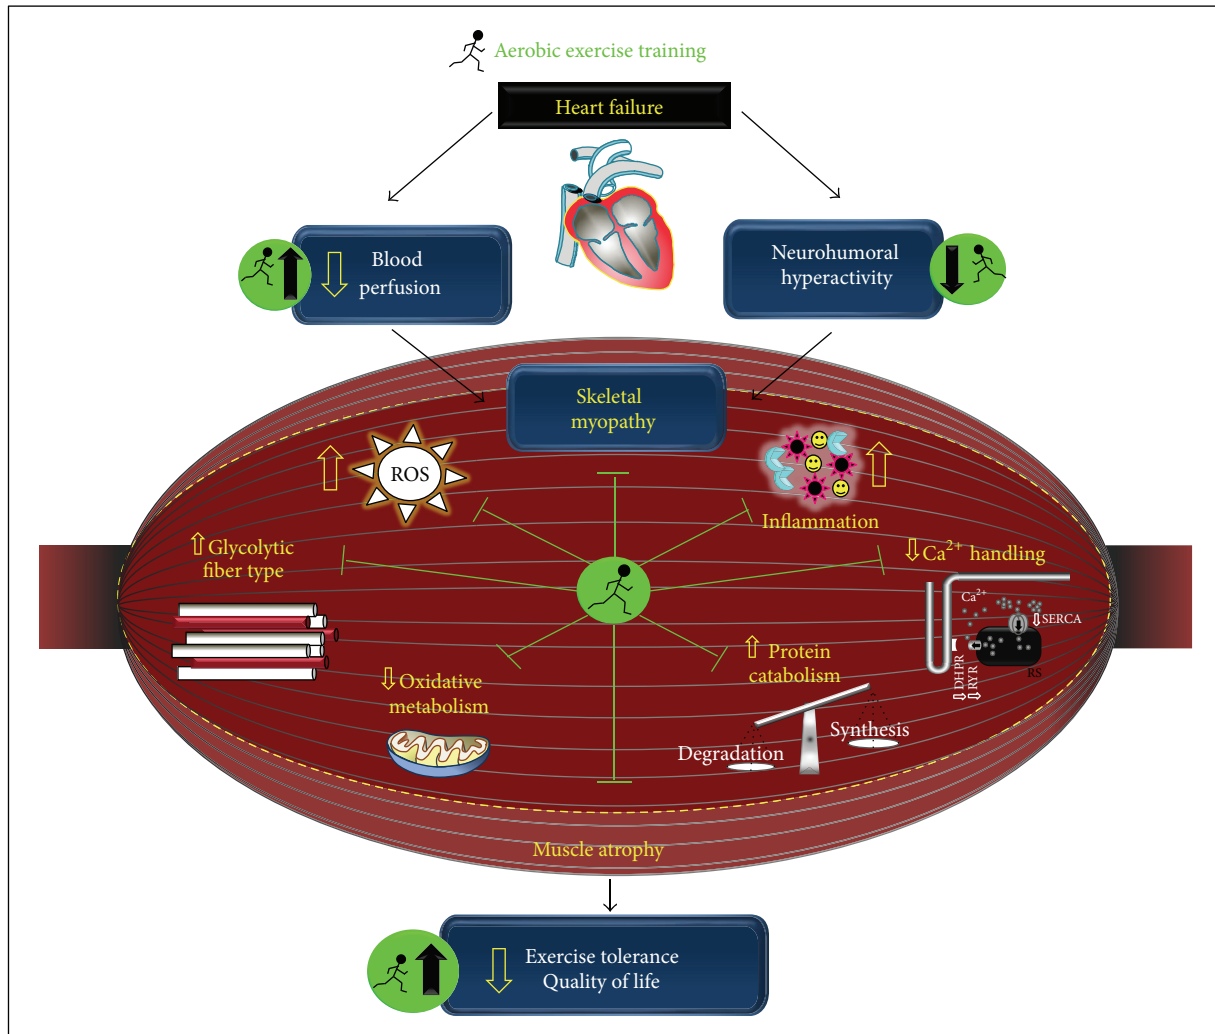 Aerobic exercise training
Heart failure
Blood
perfusion
Neurohumoral
hyperactivity
Skeletal
myopathy
ROS
Inflammation
Glycolytic
fiber type
Ca²⁺ handling
Ca²⁺
SERCA
DHPR
RYR
RS
Oxidative
metabolism
Protein
catabolism
Degradation
Synthesis
Muscle atrophy
Exercise tolerance
Quality of life